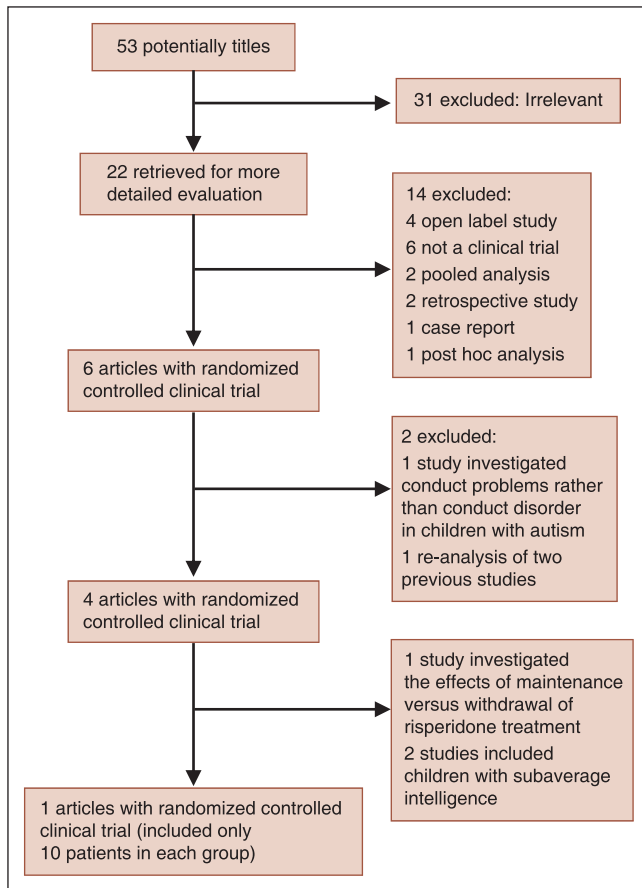 53 potentially titles
31 excluded: Irrelevant
22 retrieved for more
detailed evaluation
14 excluded:
4 open label study
6 not a clinical trial
2 pooled analysis
2 retrospective study
1 case report
1 post hoc analysis
6 articles with randomized
controlled clinical trial
2 excluded:
1 study investigated
conduct problems rather
than conduct disorder
in children with autism
1 re-analysis of two
previous studies
4 articles with randomized
controlled clinical trial
1 study investigated
the effects of maintenance
versus withdrawal of
risperidone treatment
2 studies included
children with subaverage
intelligence
1 articles with randomized controlled
clinical trial (included only
10 patients in each group)